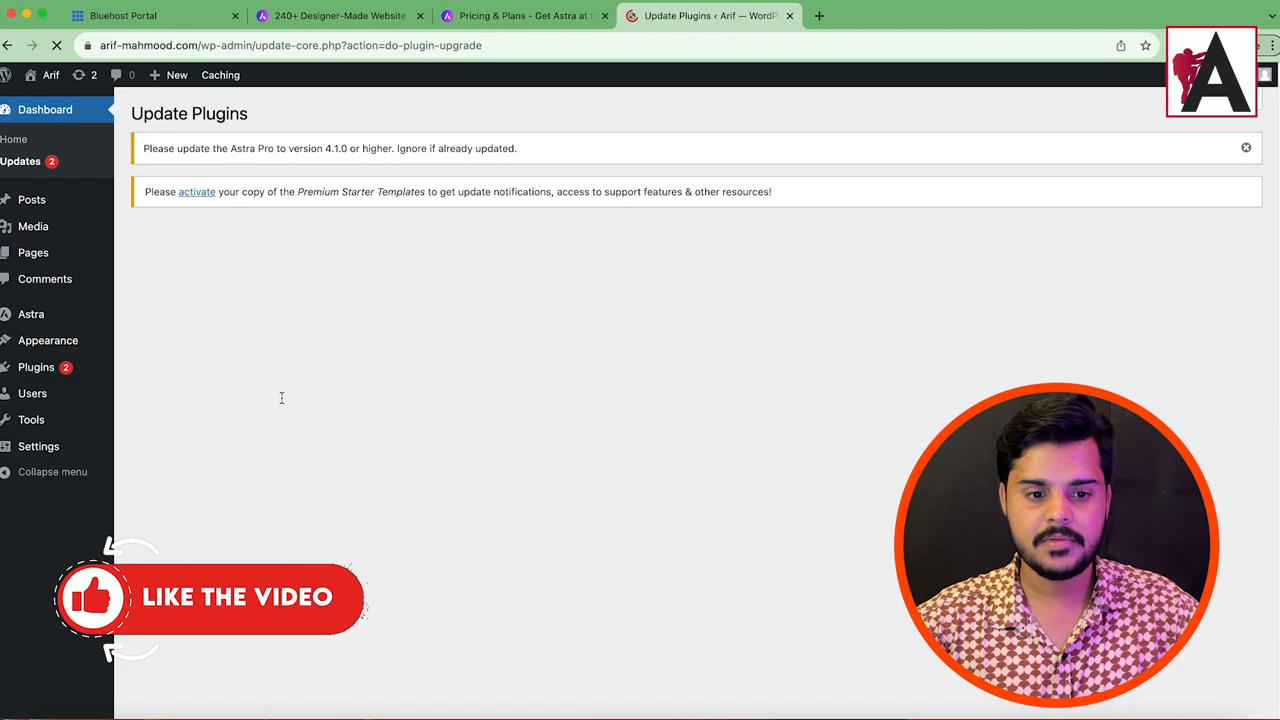 Bluehost Portal
240+ Designer-Made Website
Pricing & Plans - Get Astra at t
Update Plugins ‹ Arif — WordP
arif-mahmood.com/wp-admin/update-core.php?action=do-plugin-upgrade
Arif
2
0
New
Caching
A
Dashboard
Home
Updates 2
Posts
Media
Pages
Comments
Astra
Appearance
Plugins 2
Users
Tools
Settings
Collapse menu
Update Plugins
Please update the Astra Pro to version 4.1.0 or higher. Ignore if already updated.
Please activate your copy of the Premium Starter Templates to get update notifications, access to support features & other resources!
LIKE THE VIDEO